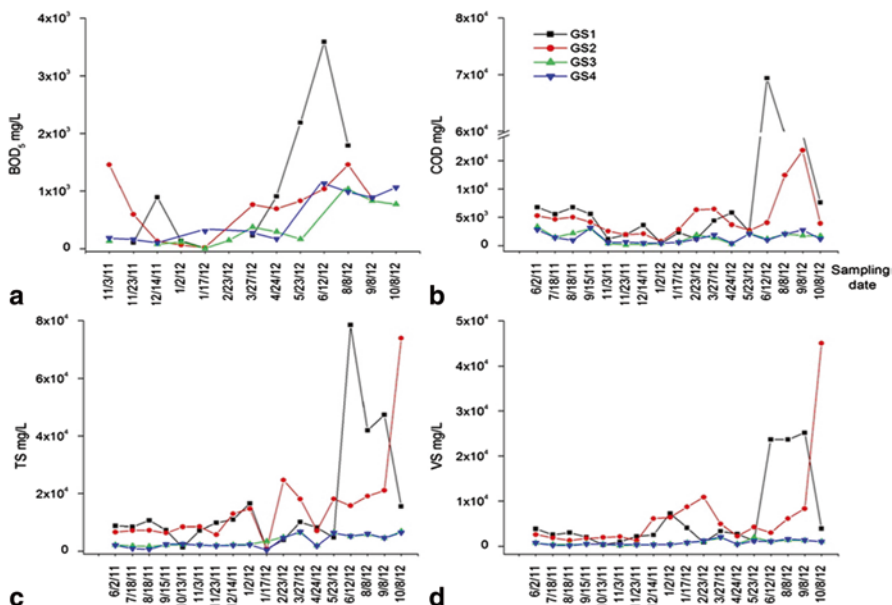 4x10³
3x10³
2x10³
1x10³
0
BOD₅ mg/L
11/3/11
11/23/11
12/14/11
1/2/12
1/17/12
2/23/12
3/27/12
4/24/12
5/23/12
6/12/12
8/8/12
9/8/12
10/8/12
a
8x10⁴
7x10⁴
6x10⁴
2x10⁴
1x10⁴
5x10³
0
COD mg/L
GS1
GS2
GS3
GS4
6/2/11
7/18/11
8/18/11
9/15/11
10/13/11
11/3/11
11/23/11
12/14/11
1/2/12
1/17/12
2/23/12
3/27/12
4/24/12
5/23/12
6/12/12
8/8/12
9/8/12
10/8/12
Sampling
date
b
8x10⁴
6x10⁴
4x10⁴
2x10⁴
0
TS mg/L
6/2/11
7/18/11
8/18/11
9/15/11
10/13/11
11/3/11
11/23/11
12/14/11
1/2/12
1/17/12
2/23/12
3/27/12
4/24/12
5/23/12
6/12/12
8/8/12
9/8/12
10/8/12
c
5x10⁴
4x10⁴
3x10⁴
2x10⁴
1x10⁴
0
VS mg/L
6/2/11
7/18/11
8/18/11
9/15/11
10/13/11
11/3/11
11/23/11
12/14/11
1/2/12
1/17/12
2/23/12
3/27/12
4/24/12
5/23/12
6/12/12
8/8/12
9/8/12
10/8/12
d